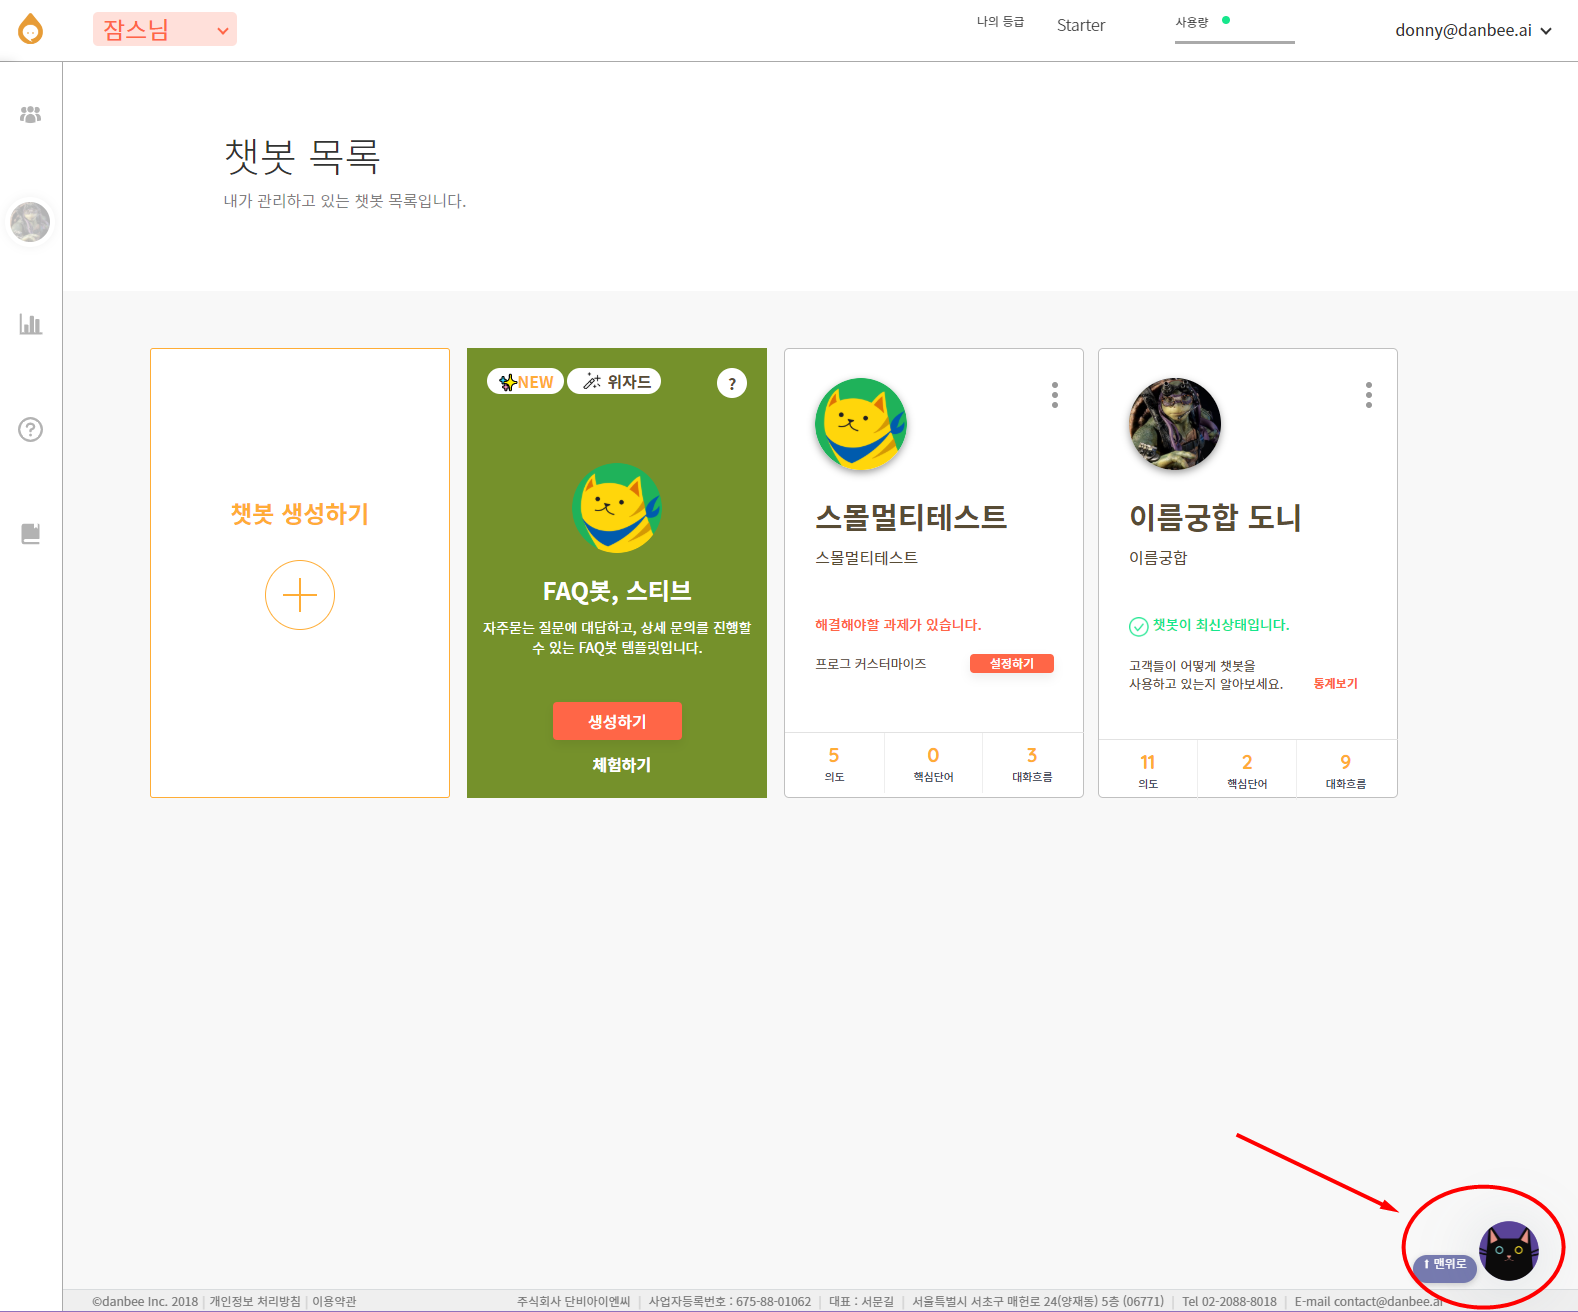 잠스님
나의 등급 Starter 사용량 donny@danbee.ai
챗봇 목록
내가 관리하고 있는 챗봇 목록입니다.
챗봇 생성하기
NEW 위자드 ?
FAQ봇, 스티브
자주묻는 질문에 대답하고, 상세 문의를 진행할
수 있는 FAQ봇 템플릿입니다.
생성하기
체험하기
스몰멀티테스트
스몰멀티테스트
해결해야할 과제가 있습니다.
프로그 커스터마이즈 설정하기
5 0 3
의도 핵심단어 대화흐름
이름궁합 도니
이름궁합
챗봇이 최신상태입니다.
고객들이 어떻게 챗봇을
사용하고 있는지 알아보세요. 통계보기
11 2 9
의도 핵심단어 대화흐름
맨위로
©danbee Inc. 2018 | 개인정보 처리방침 | 이용약관 주식회사 단비아이엔씨 | 사업자등록번호 : 675-88-01062 | 대표 : 서문길 | 서울특별시 서초구 매헌로 24(양재동) 5층 (06771) | Tel 02-2088-8018 | E-mail contact@danbee.ai